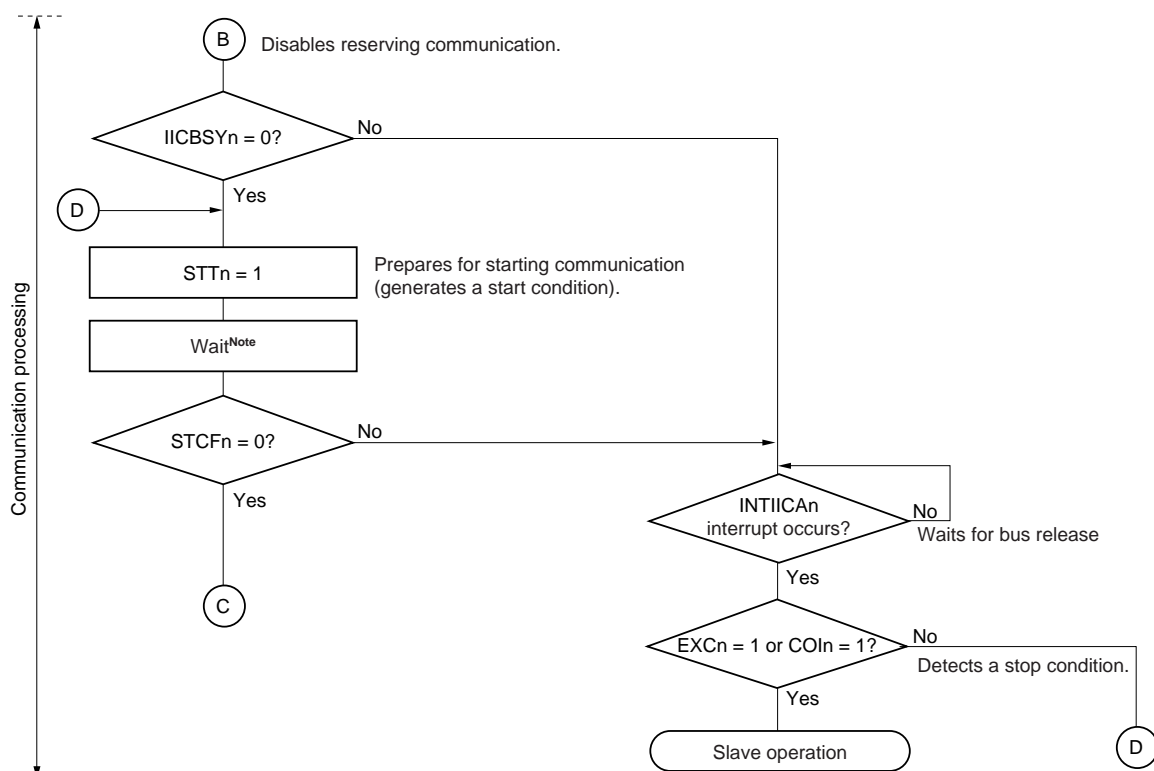 B
Disables reserving communication.
IICBSYn = 0?
No
Yes
D
STTn = 1
Prepares for starting communication
(generates a start condition).
WaitNote
STCFn = 0?
No
Yes
C
INTIICAn
interrupt occurs?
No
Waits for bus release
Yes
EXCn = 1 or COIn = 1?
No
Detects a stop condition.
Yes
Slave operation
D
Communication processing